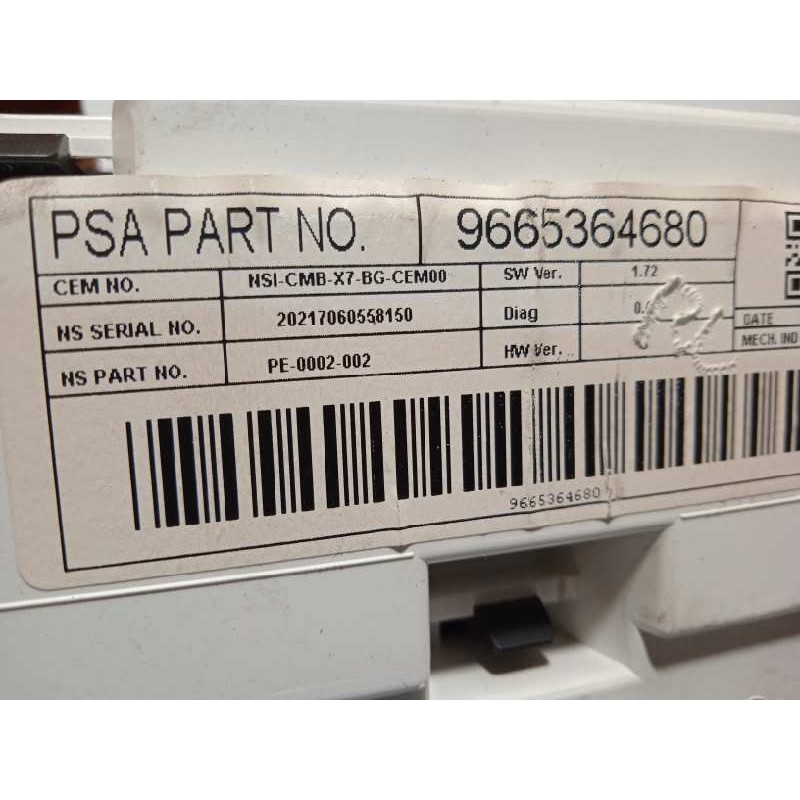 PSA PART NO. 9665364680
CEM NO. NSI-CMB-X7-BG-CEM00 SW Ver. 1.72
NS SERIAL NO. 20217060558150 Diag DATE
NS PART NO. PE-0002-002 HW Ver. MECH. IND
9665364680